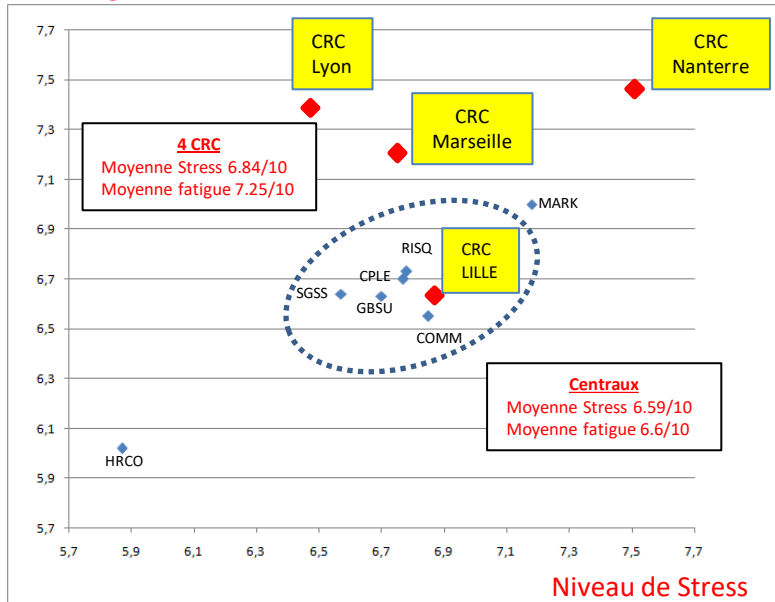 7,7
7,5
7,3
7,1
6,9
6,7
6,5
6,3
6,1
5,9
5,7
CRC
Lyon
CRC
Nanterre
CRC
Marseille
4 CRC
Moyenne Stress 6.84/10
Moyenne fatigue 7.25/10
MARK
RISQ
CRC
LILLE
CPLE
SGSS
GBSU
COMM
Centraux
Moyenne Stress 6.59/10
Moyenne fatigue 6.6/10
HRCO
5,7 5,9 6,1 6,3 6,5 6,7 6,9 7,1 7,3 7,5 7,7
Niveau de Stress